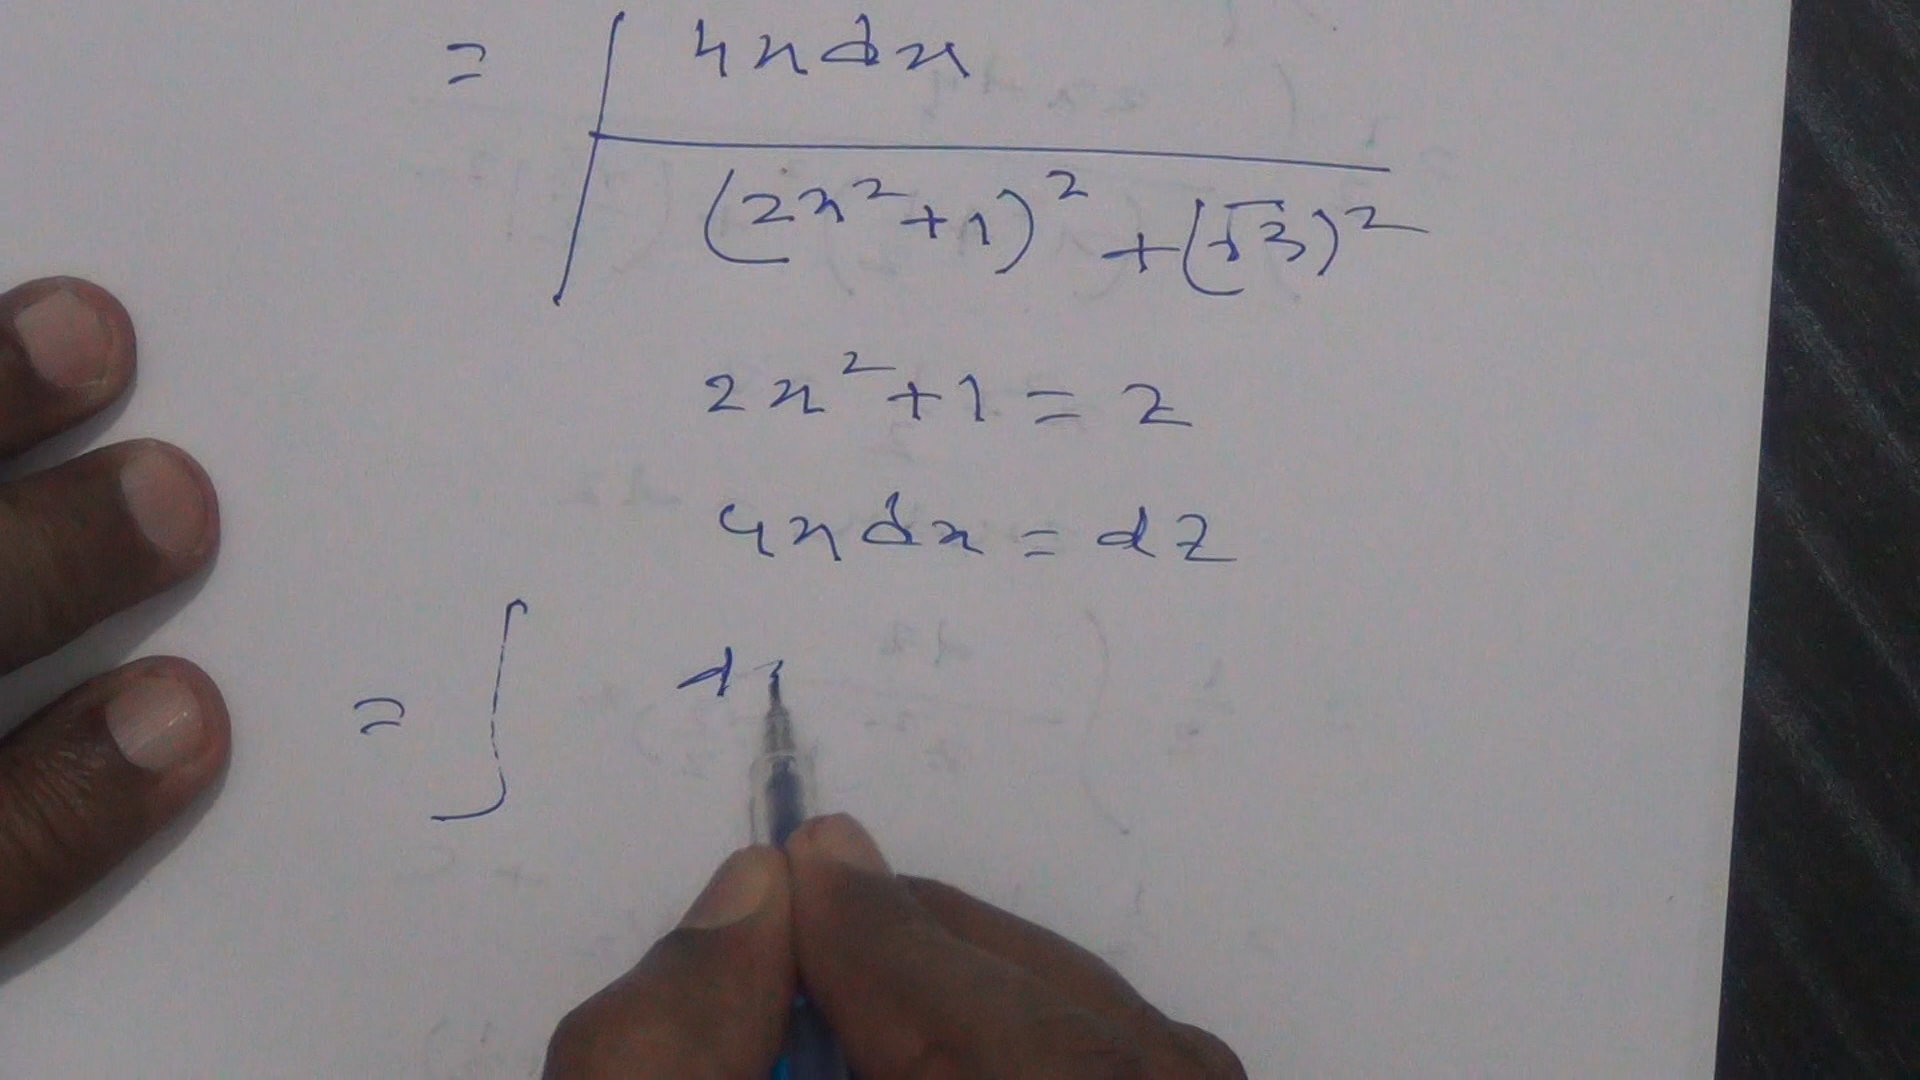 = ∫ 4x dx
(2x²+1)² + (√3)²
2x²+1 = z
4x dx = dz
= ∫ dz